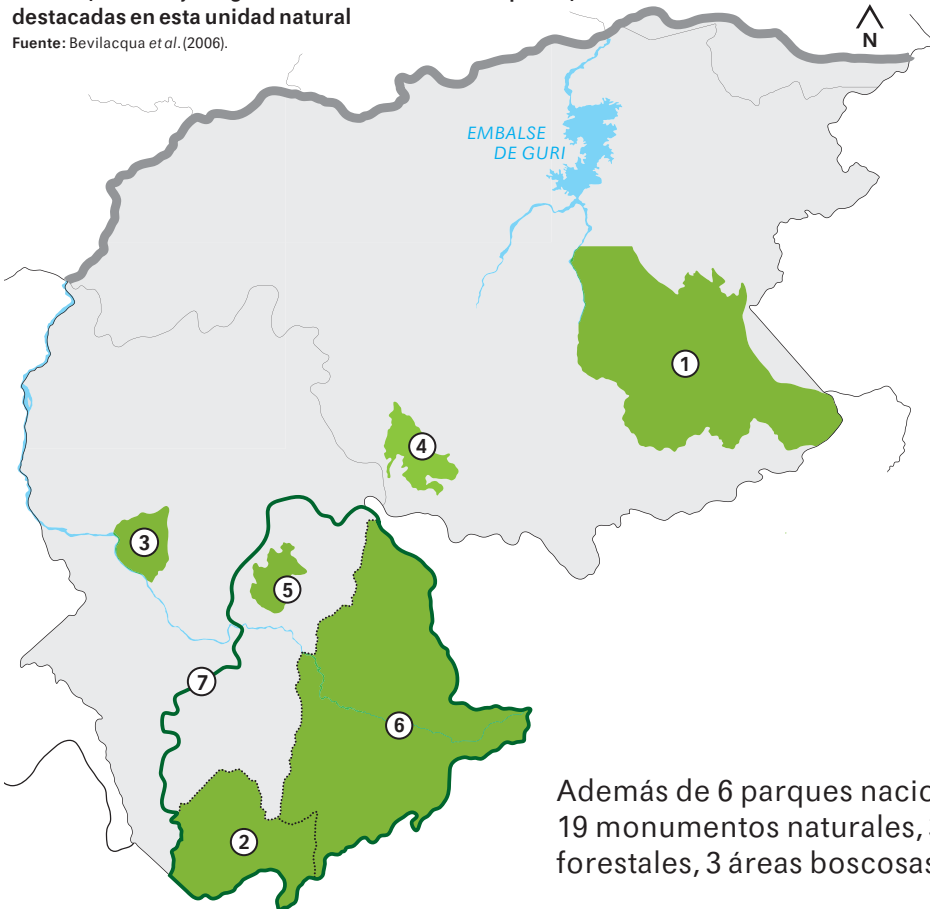 destacadas en esta unidad natural
Fuente: Bevilacqua et al. (2006).
N
EMBALSE
DE GURI
1
4
3
5
7
6
2
Además de 6 parques
19 monumentos naturales,
forestales, 3 áreas boscosas